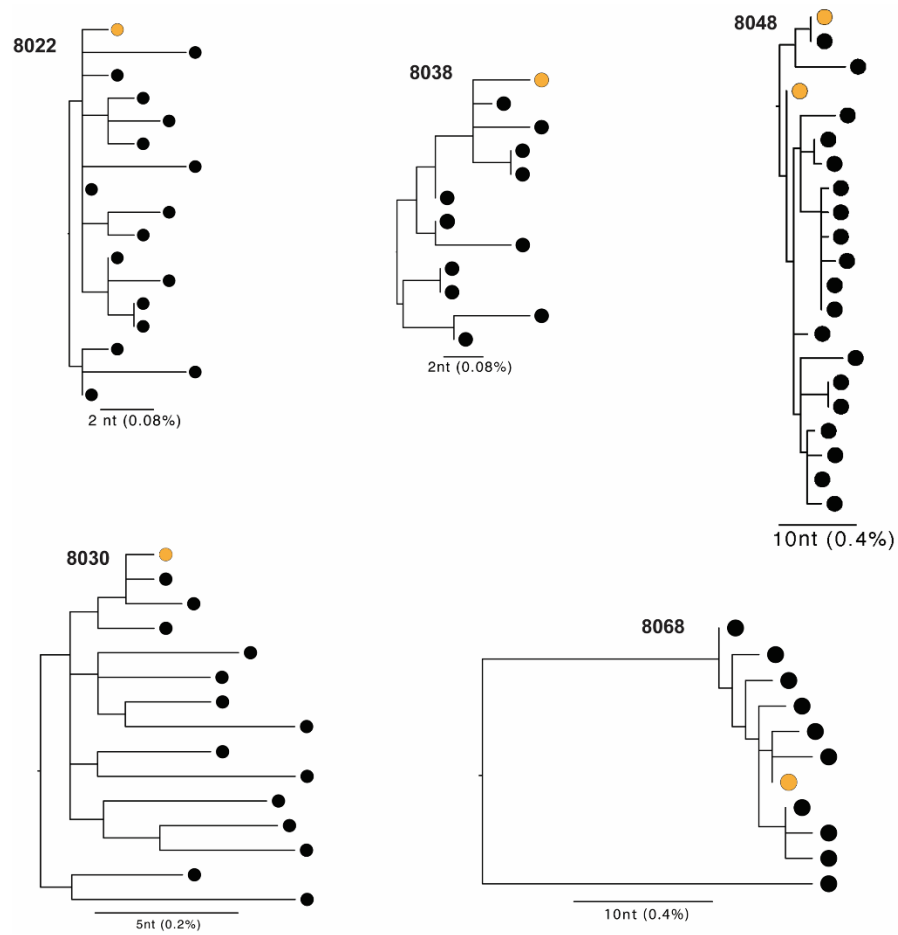 8022
2 nt (0.08%)
8038
2nt (0.08%)
8048
10nt (0.4%)
8030
5nt (0.2%)
8068
10nt (0.4%)